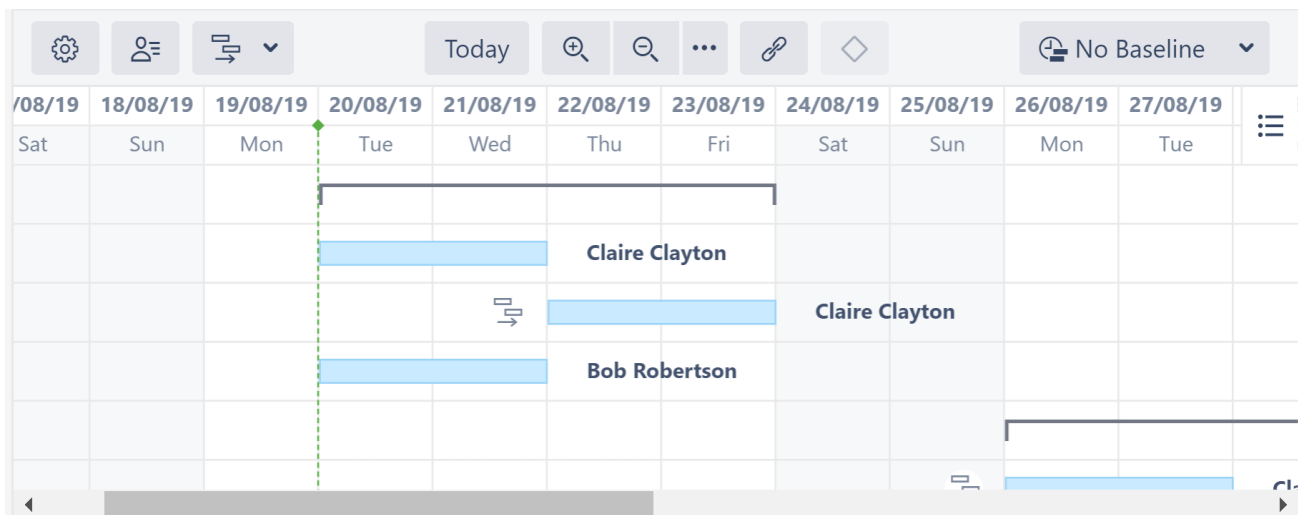 Today No Baseline
/08/19 18/08/19 19/08/19 20/08/19 21/08/19 22/08/19 23/08/19 24/08/19 25/08/19 26/08/19 27/08/19
Sat Sun Mon Tue Wed Thu Fri Sat Sun Mon Tue
Claire Clayton
Claire Clayton
Bob Robertson